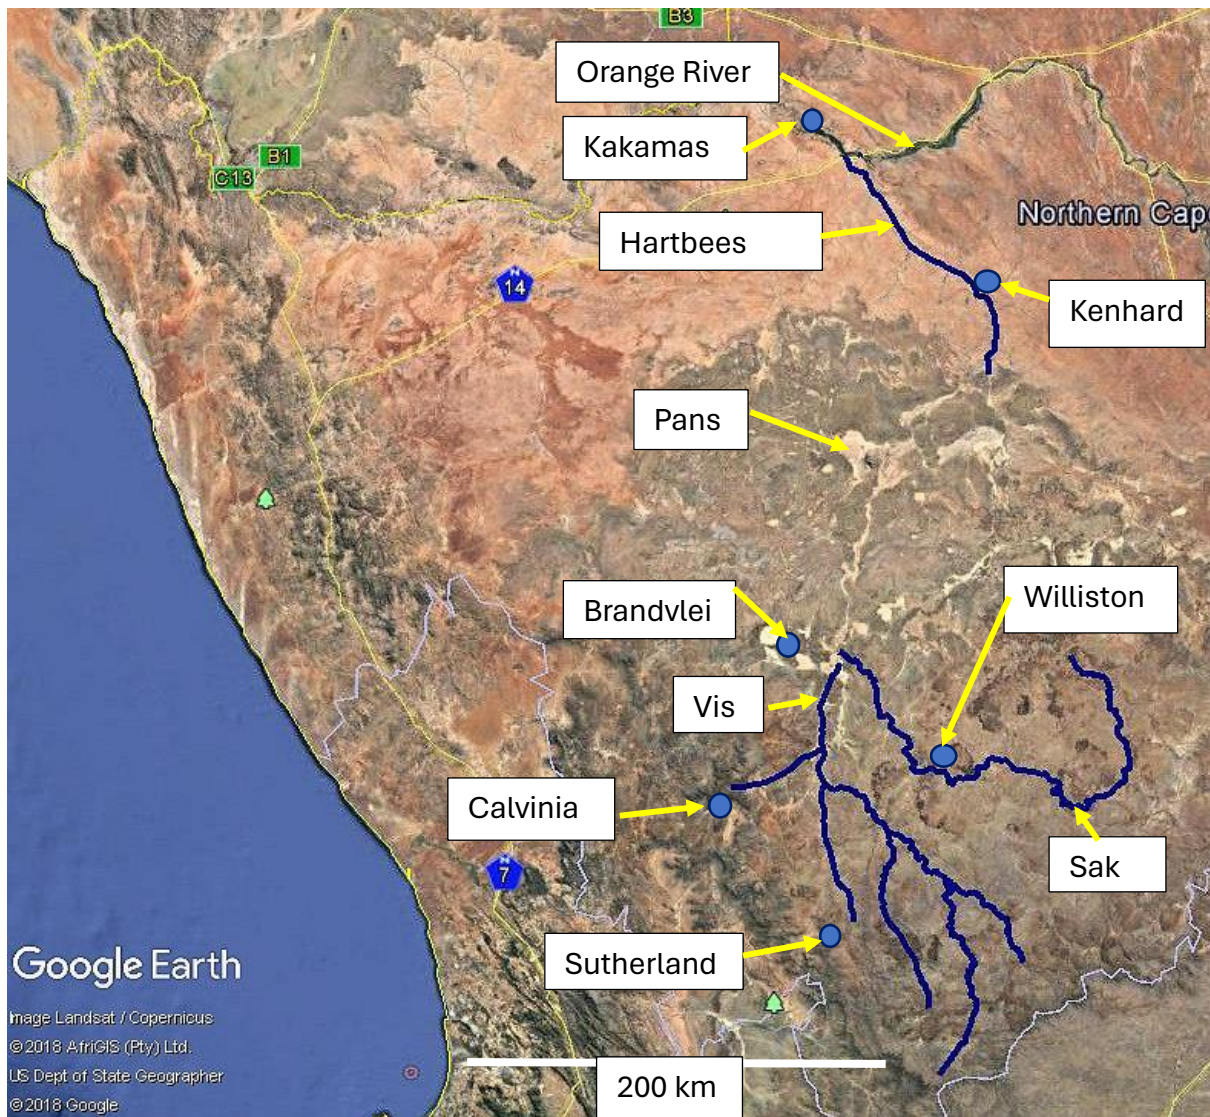 B3
Orange River
Kakamas
B1
C13
Northern Cap
Hartbees
14
Kenhard
Pans
Brandvlei
Williston
Vis
Calvinia
Sak
7
Sutherland
Google Earth
Image Landsat / Copernicus
©2018 AfriGIS (Pty) Ltd.
US Dept of State Geographer
©2018 Google
200 km